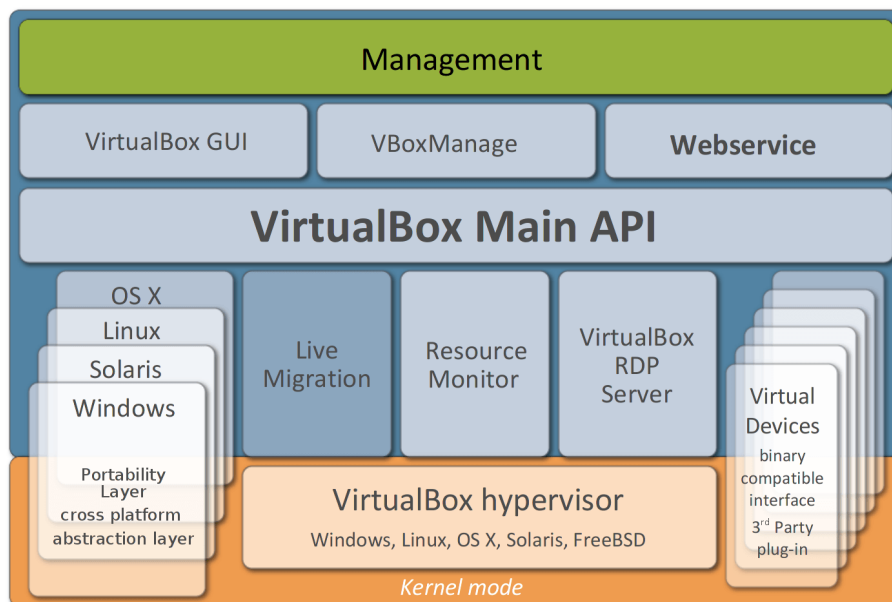 Management
VirtualBox GUI
VBoxManage
Webservice
VirtualBox Main API
OS X
Linux
Solaris
Windows
Portability
Layer
cross platform
abstraction layer
Live
Migration
Resource
Monitor
VirtualBox
RDP
Server
Virtual
Devices
binary
compatible
interface
3rd Party
plug-in
VirtualBox hypervisor
Windows, Linux, OS X, Solaris, FreeBSD
Kernel mode